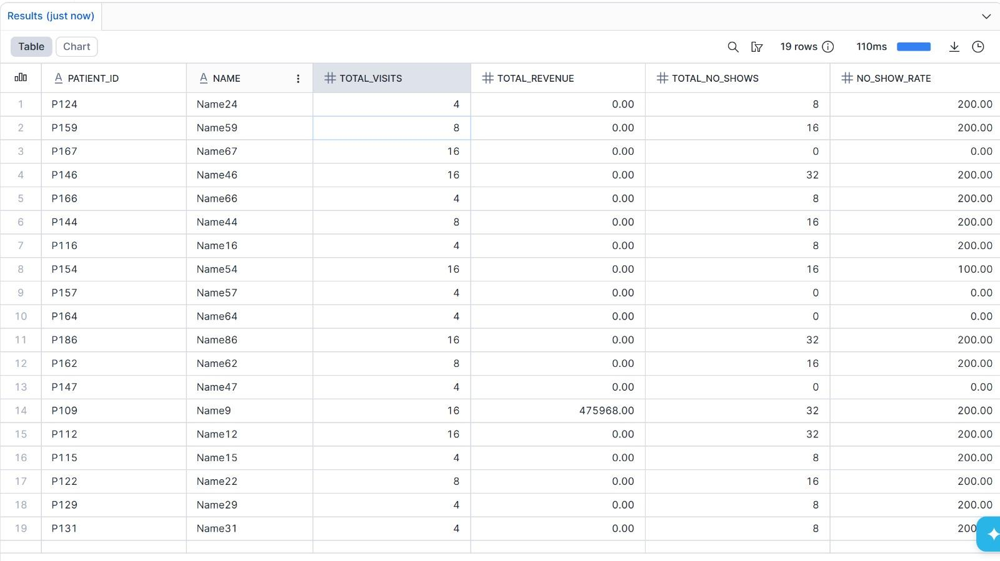 Results (just now)
Table Chart 19 rows 110ms
PATIENT_ID NAME TOTAL_VISITS TOTAL_REVENUE TOTAL_NO_SHOWS NO_SHOW_RATE
1 P124 Name24 4 0.00 8 200.00
2 P159 Name59 8 0.00 16 200.00
3 P167 Name67 16 0.00 0 0.00
4 P146 Name46 16 0.00 32 200.00
5 P166 Name66 4 0.00 8 200.00
6 P144 Name44 8 0.00 16 200.00
7 P116 Name16 4 0.00 8 200.00
8 P154 Name54 16 0.00 16 100.00
9 P157 Name57 4 0.00 0 0.00
10 P164 Name64 4 0.00 0 0.00
11 P186 Name86 16 0.00 32 200.00
12 P162 Name62 8 0.00 16 200.00
13 P147 Name47 4 0.00 0 0.00
14 P109 Name9 16 475968.00 32 200.00
15 P112 Name12 16 0.00 32 200.00
16 P115 Name15 4 0.00 8 200.00
17 P122 Name22 8 0.00 16 200.00
18 P129 Name29 4 0.00 8 200.00
19 P131 Name31 4 0.00 8 200